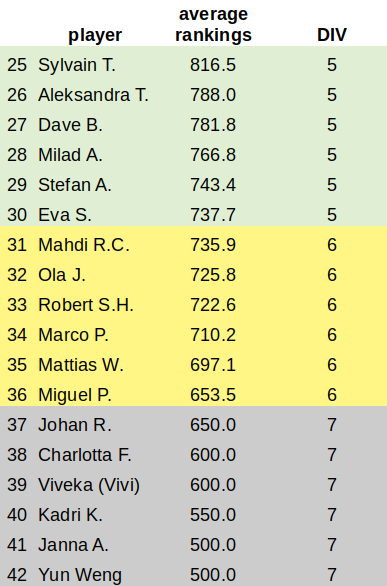 average
player rankings DIV
25 Sylvain T. 816.5 5
26 Aleksandra T. 788.0 5
27 Dave B. 781.8 5
28 Milad A. 766.8 5
29 Stefan A. 743.4 5
30 Eva S. 737.7 5
31 Mahdi R.C. 735.9 6
32 Ola J. 725.8 6
33 Robert S.H. 722.6 6
34 Marco P. 710.2 6
35 Mattias W. 697.1 6
36 Miguel P. 653.5 6
37 Johan R. 650.0 7
38 Charlotta F. 600.0 7
39 Viveka (Vivi) 600.0 7
40 Kadri K. 550.0 7
41 Janna A. 500.0 7
42 Yun Weng 500.0 7